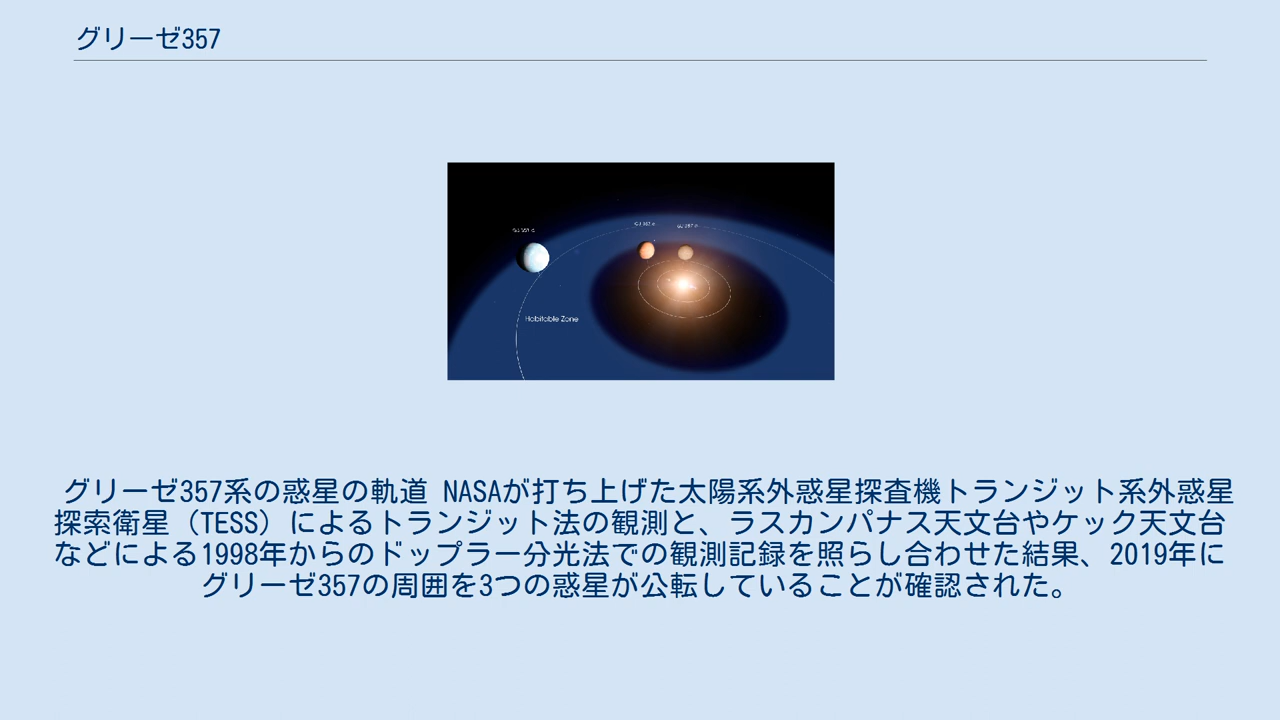 グリーゼ357
Habitable Zone
グリーゼ357系の惑星の軌道 NASAが打ち上げた太陽系外惑星探査機トランジット系外惑星
探索衛星（TESS）によるトランジット法の観測と、ラスカンパナス天文台やケック天文台
などによる1998年からのドップラー分光法での観測記録を照らし合わせた結果、2019年に
グリーゼ357の周囲を3つの惑星が公転していることが確認された。